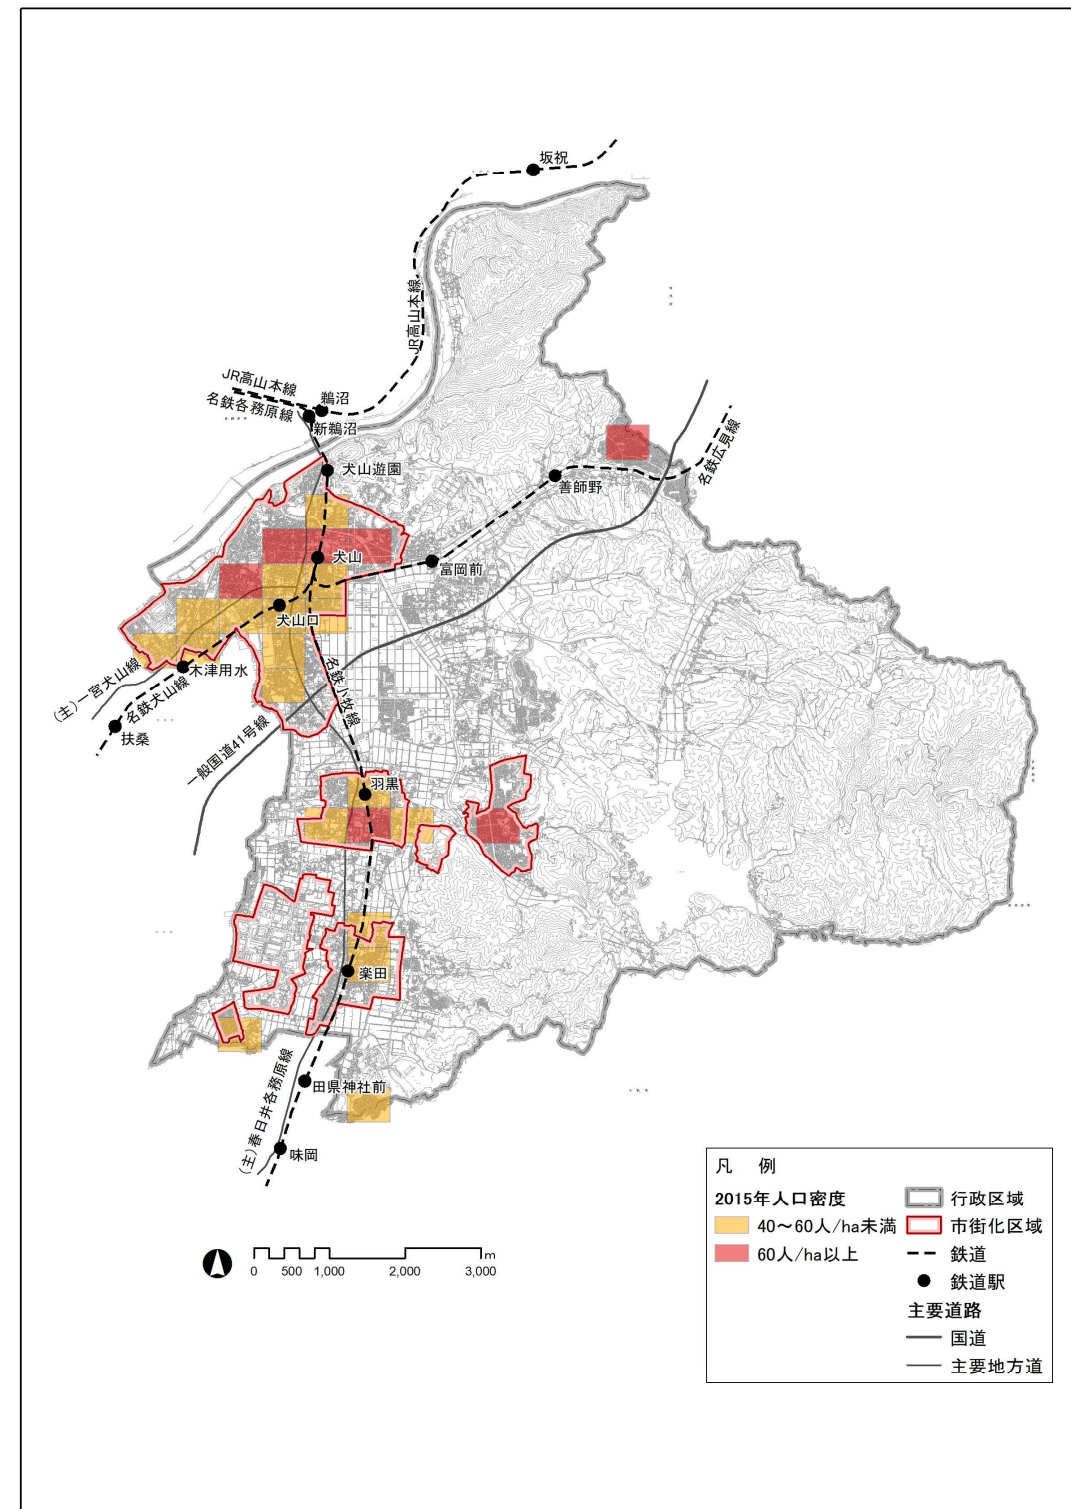 坂祝
JR高山本線
JR高山本線
名鉄各務原線
鵜沼
新鵜沼
犬山遊園
名鉄広見線
善師野
犬山
富岡前
犬山口
木津用水
(主)一宮犬山線
名鉄犬山線
扶桑
名鉄小牧線
一般国道41号線
羽黒
楽田
(主)春日井各務原線
田県神社前
味岡
0 500 1,000 2,000 3,000 m
凡 例
2015年人口密度
40～60人/ha未満
60人/ha以上
行政区域
市街化区域
鉄道
鉄道駅
主要道路
国道
主要地方道